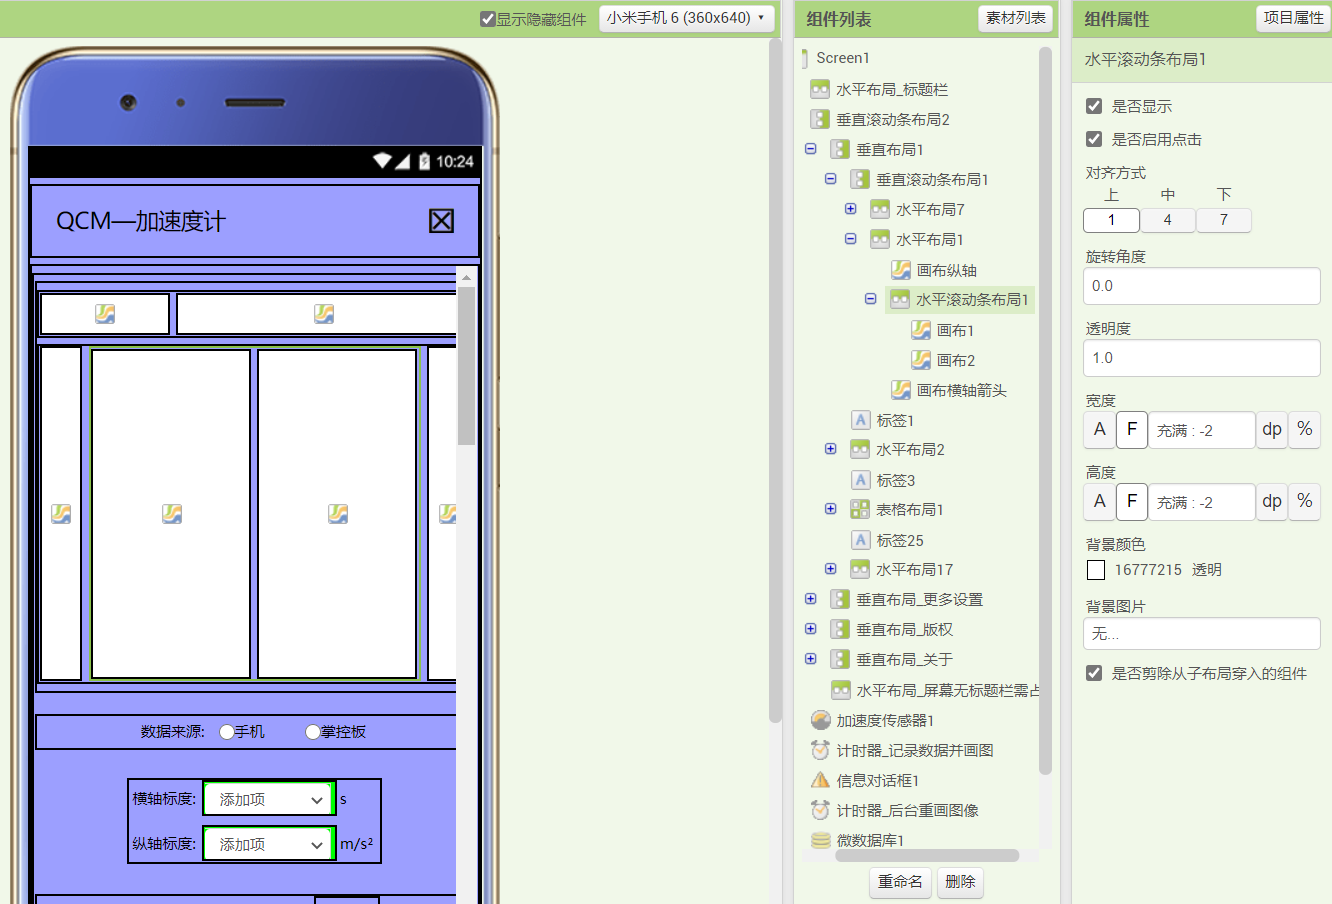 显示隐藏组件
小米手机 6 (360x640)
10:24
QCM—加速度计
数据来源: 手机 掌控板
横轴标度: 添加项 s
纵轴标度: 添加项 m/s²
组件列表 素材列表
Screen1
水平布局_标题栏
垂直滚动条布局2
垂直布局1
垂直滚动条布局1
水平布局7
水平布局1
画布纵轴
水平滚动条布局1
画布1
画布2
画布横轴箭头
A 标签1
水平布局2
A 标签3
表格布局1
A 标签25
水平布局17
垂直布局_更多设置
垂直布局_版权
垂直布局_关于
水平布局_屏幕无标题栏需占
加速度传感器1
计时器_记录数据并画图
信息对话框1
计时器_后台重画图像
微数据库1
重命名 删除
组件属性 项目属性
水平滚动条布局1
是否显示
是否启用点击
对齐方式
上 中 下
1 4 7
旋转角度
0.0
透明度
1.0
宽度
A F 充满 : -2 dp %
高度
A F 充满 : -2 dp %
背景颜色
16777215 透明
背景图片
无...
是否剪除从子布局穿入的组件